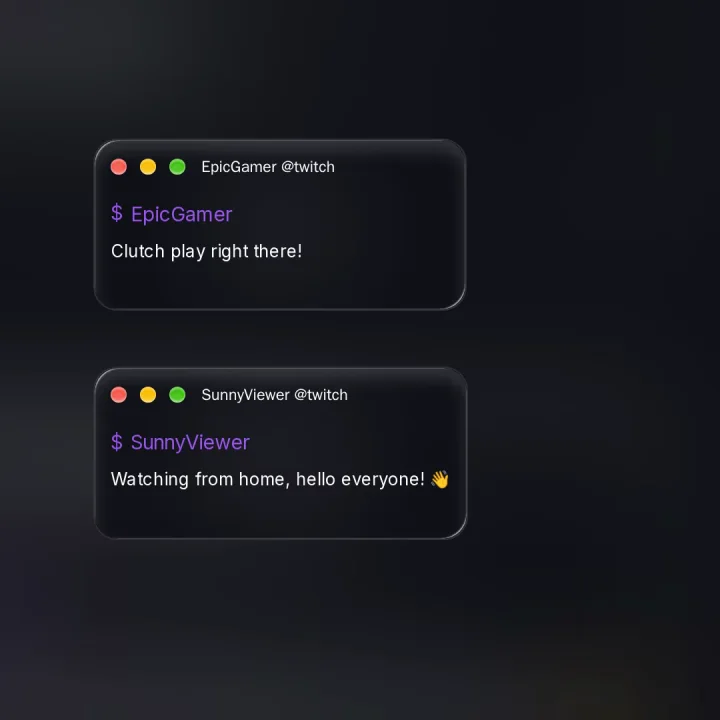 EpicGamer @twitch
$ EpicGamer
Clutch play right there!
SunnyViewer @twitch
$ SunnyViewer
Watching from home, hello everyone! 👋